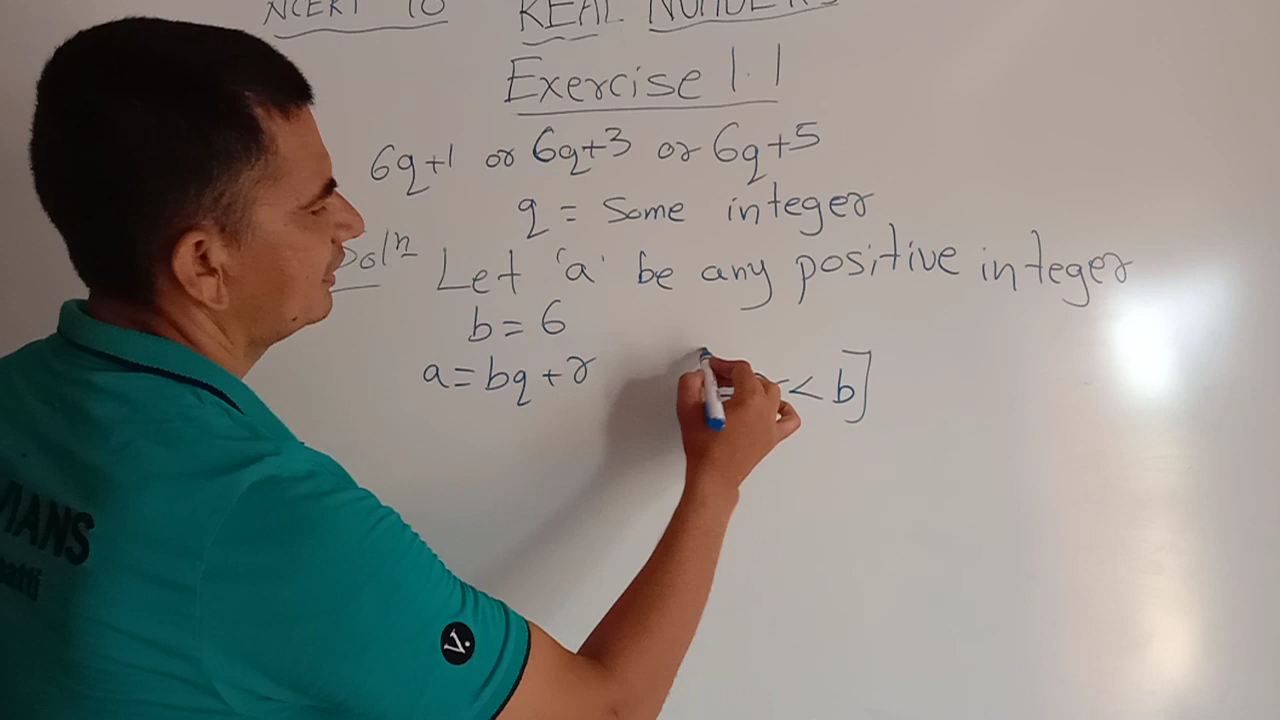 NCERT 10 REAL NUMBERS
Exercise 1.1
6q+1 or 6q+3 or 6q+5
q = Some integer
Soln Let 'a' be any positive integer
b = 6
a = bq + r < b]
V.